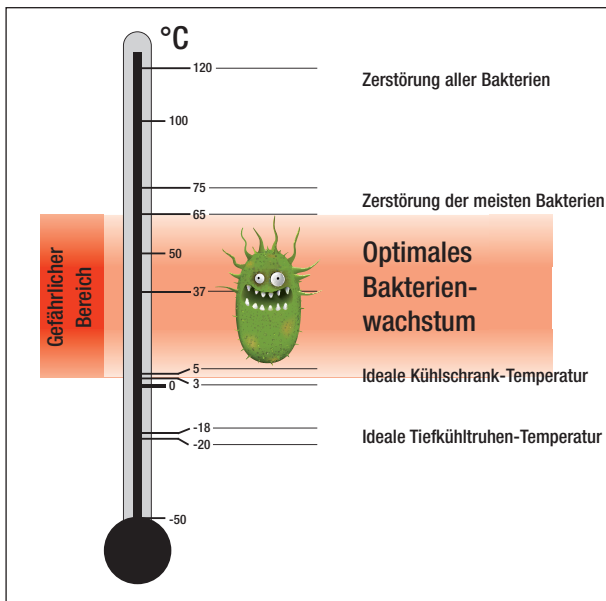 °C
120
Zerstörung aller Bakterien
100
75
Zerstörung der meisten Bakterien
65
Gefährlicher
Bereich
50
Optimales
Bakterien-
wachstum
37
5
Ideale Kühlschrank-Temperatur
3
0
-18
Ideale Tiefkühltruhen-Temperatur
-20
-50